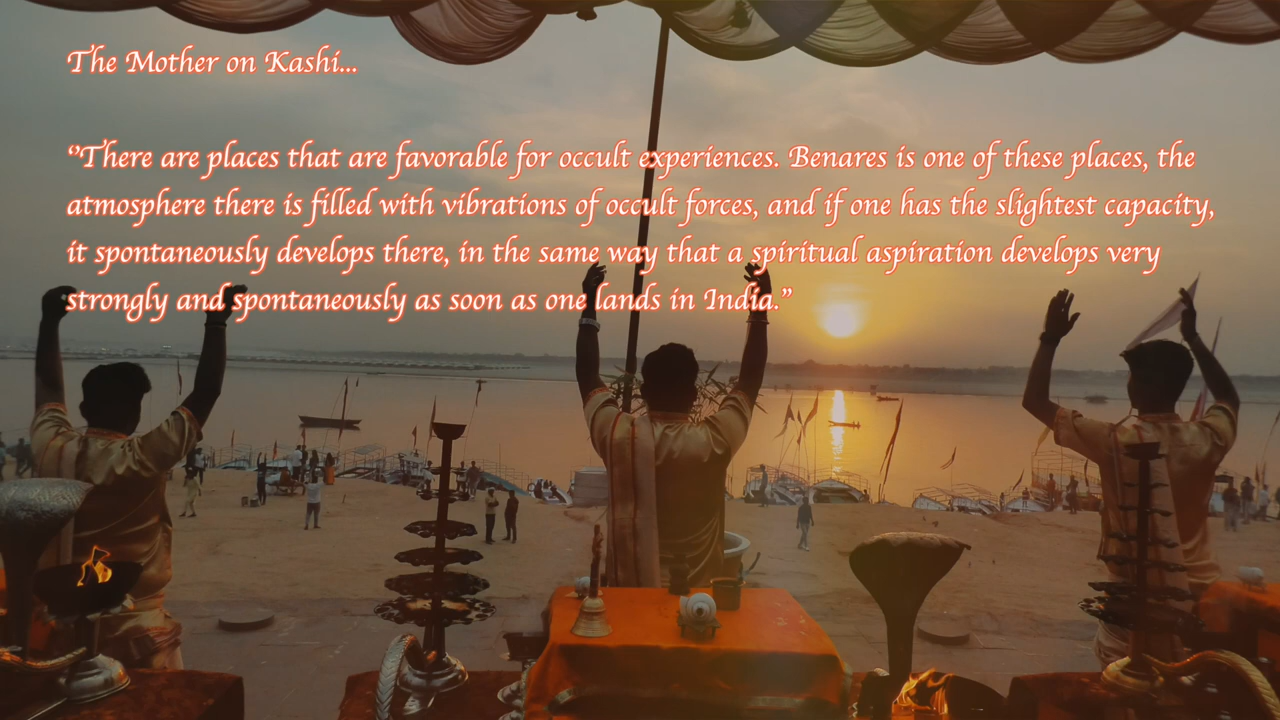 The Mother on Kashi...
"There are places that are favorable for occult experiences. Benares is one of these places, the
atmosphere there is filled with vibrations of occult forces, and if one has the slightest capacity,
it spontaneously develops there, in the same way that a spiritual aspiration develops very
strongly and spontaneously as soon as one lands in India."